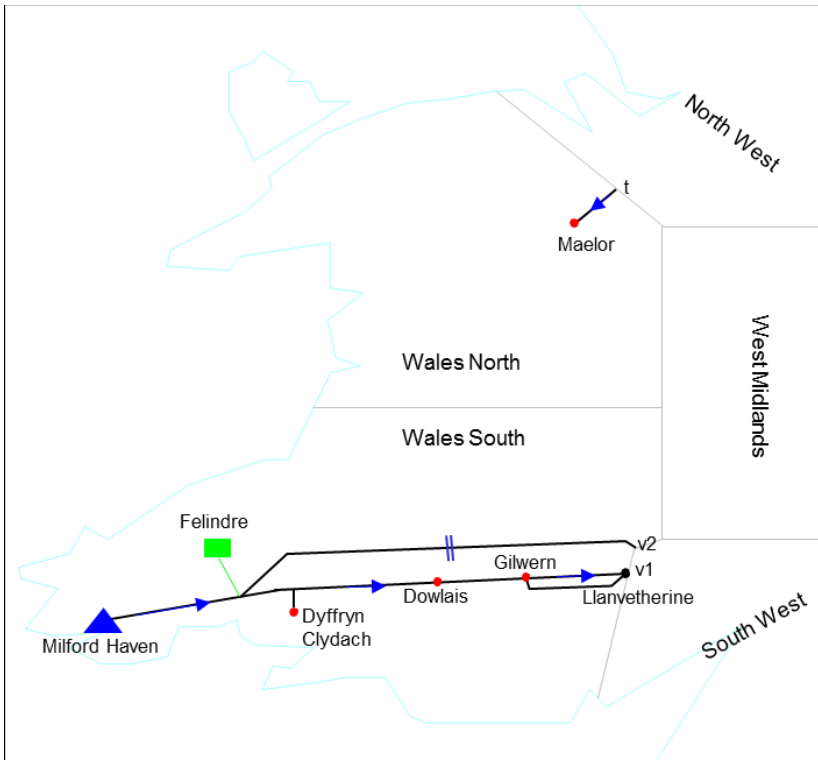 North West
t
Maelor
West Midlands
Wales North
Wales South
Felindre
v2
Gilwern
v1
Dowlais
Llanvetherine
Dyffryn
Clydach
Milford Haven
South West